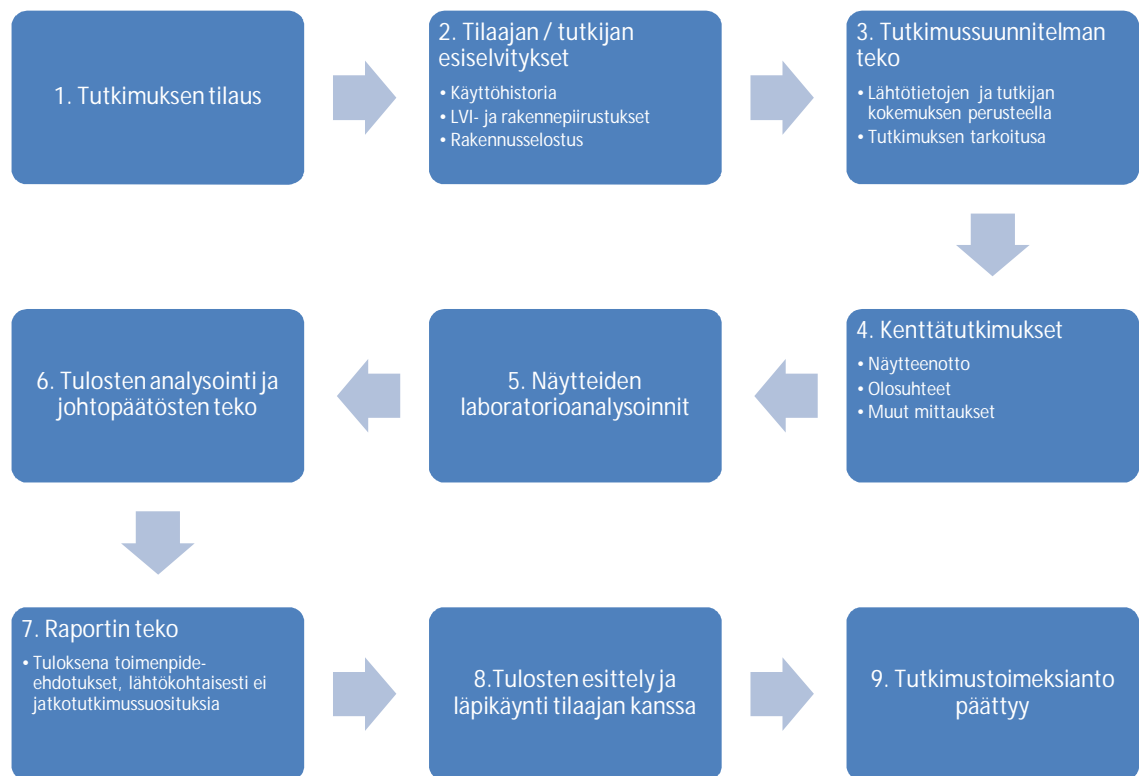 1. Tutkimuksen tilaus
2. Tilaajan / tutkijan
esiselvitykset
• Käyttöhistoria
• LVI- ja rakennepiirustukset
• Rakennusselostus
3. Tutkimussuunnitelman
teko
• Lähtötietojen ja tutkijan
kokemuksen perusteella
• Tutkimuksen tarkoitusa
4. Kenttätutkimukset
• Näytteenotto
• Olosuhteet
• Muut mittaukset
5. Näytteiden
laboratorioanalysoinnit
6. Tulosten analysointi ja
johtopäätösten teko
7. Raportin teko
• Tuloksena toimenpide-
ehdotukset, lähtökohtaisesti ei
jatkotutkimussuosituksia
8.Tulosten esittely ja
läpikäynti tilaajan kanssa
9. Tutkimustoimeksianto
päättyy